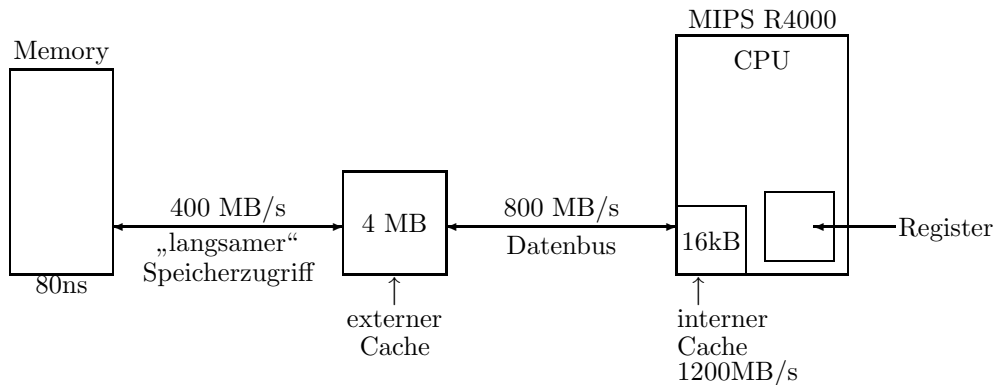 MIPS R4000
Memory
CPU
400 MB/s
„langsamer“
Speicherzugriff
4 MB
800 MB/s
Datenbus
16kB
Register
80ns
↑
externer
Cache
↑
interner
Cache
1200MB/s